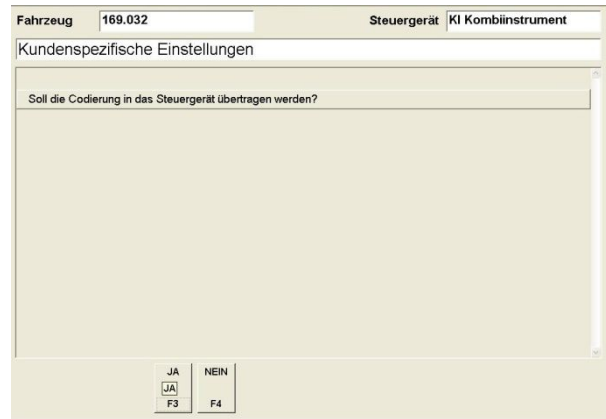 Fahrzeug 169.032 Steuergerät KI Kombiinstrument
Kundenspezifische Einstellungen
Soll die Codierung in das Steuergerät übertragen werden?
JA NEIN
JA
F3 F4